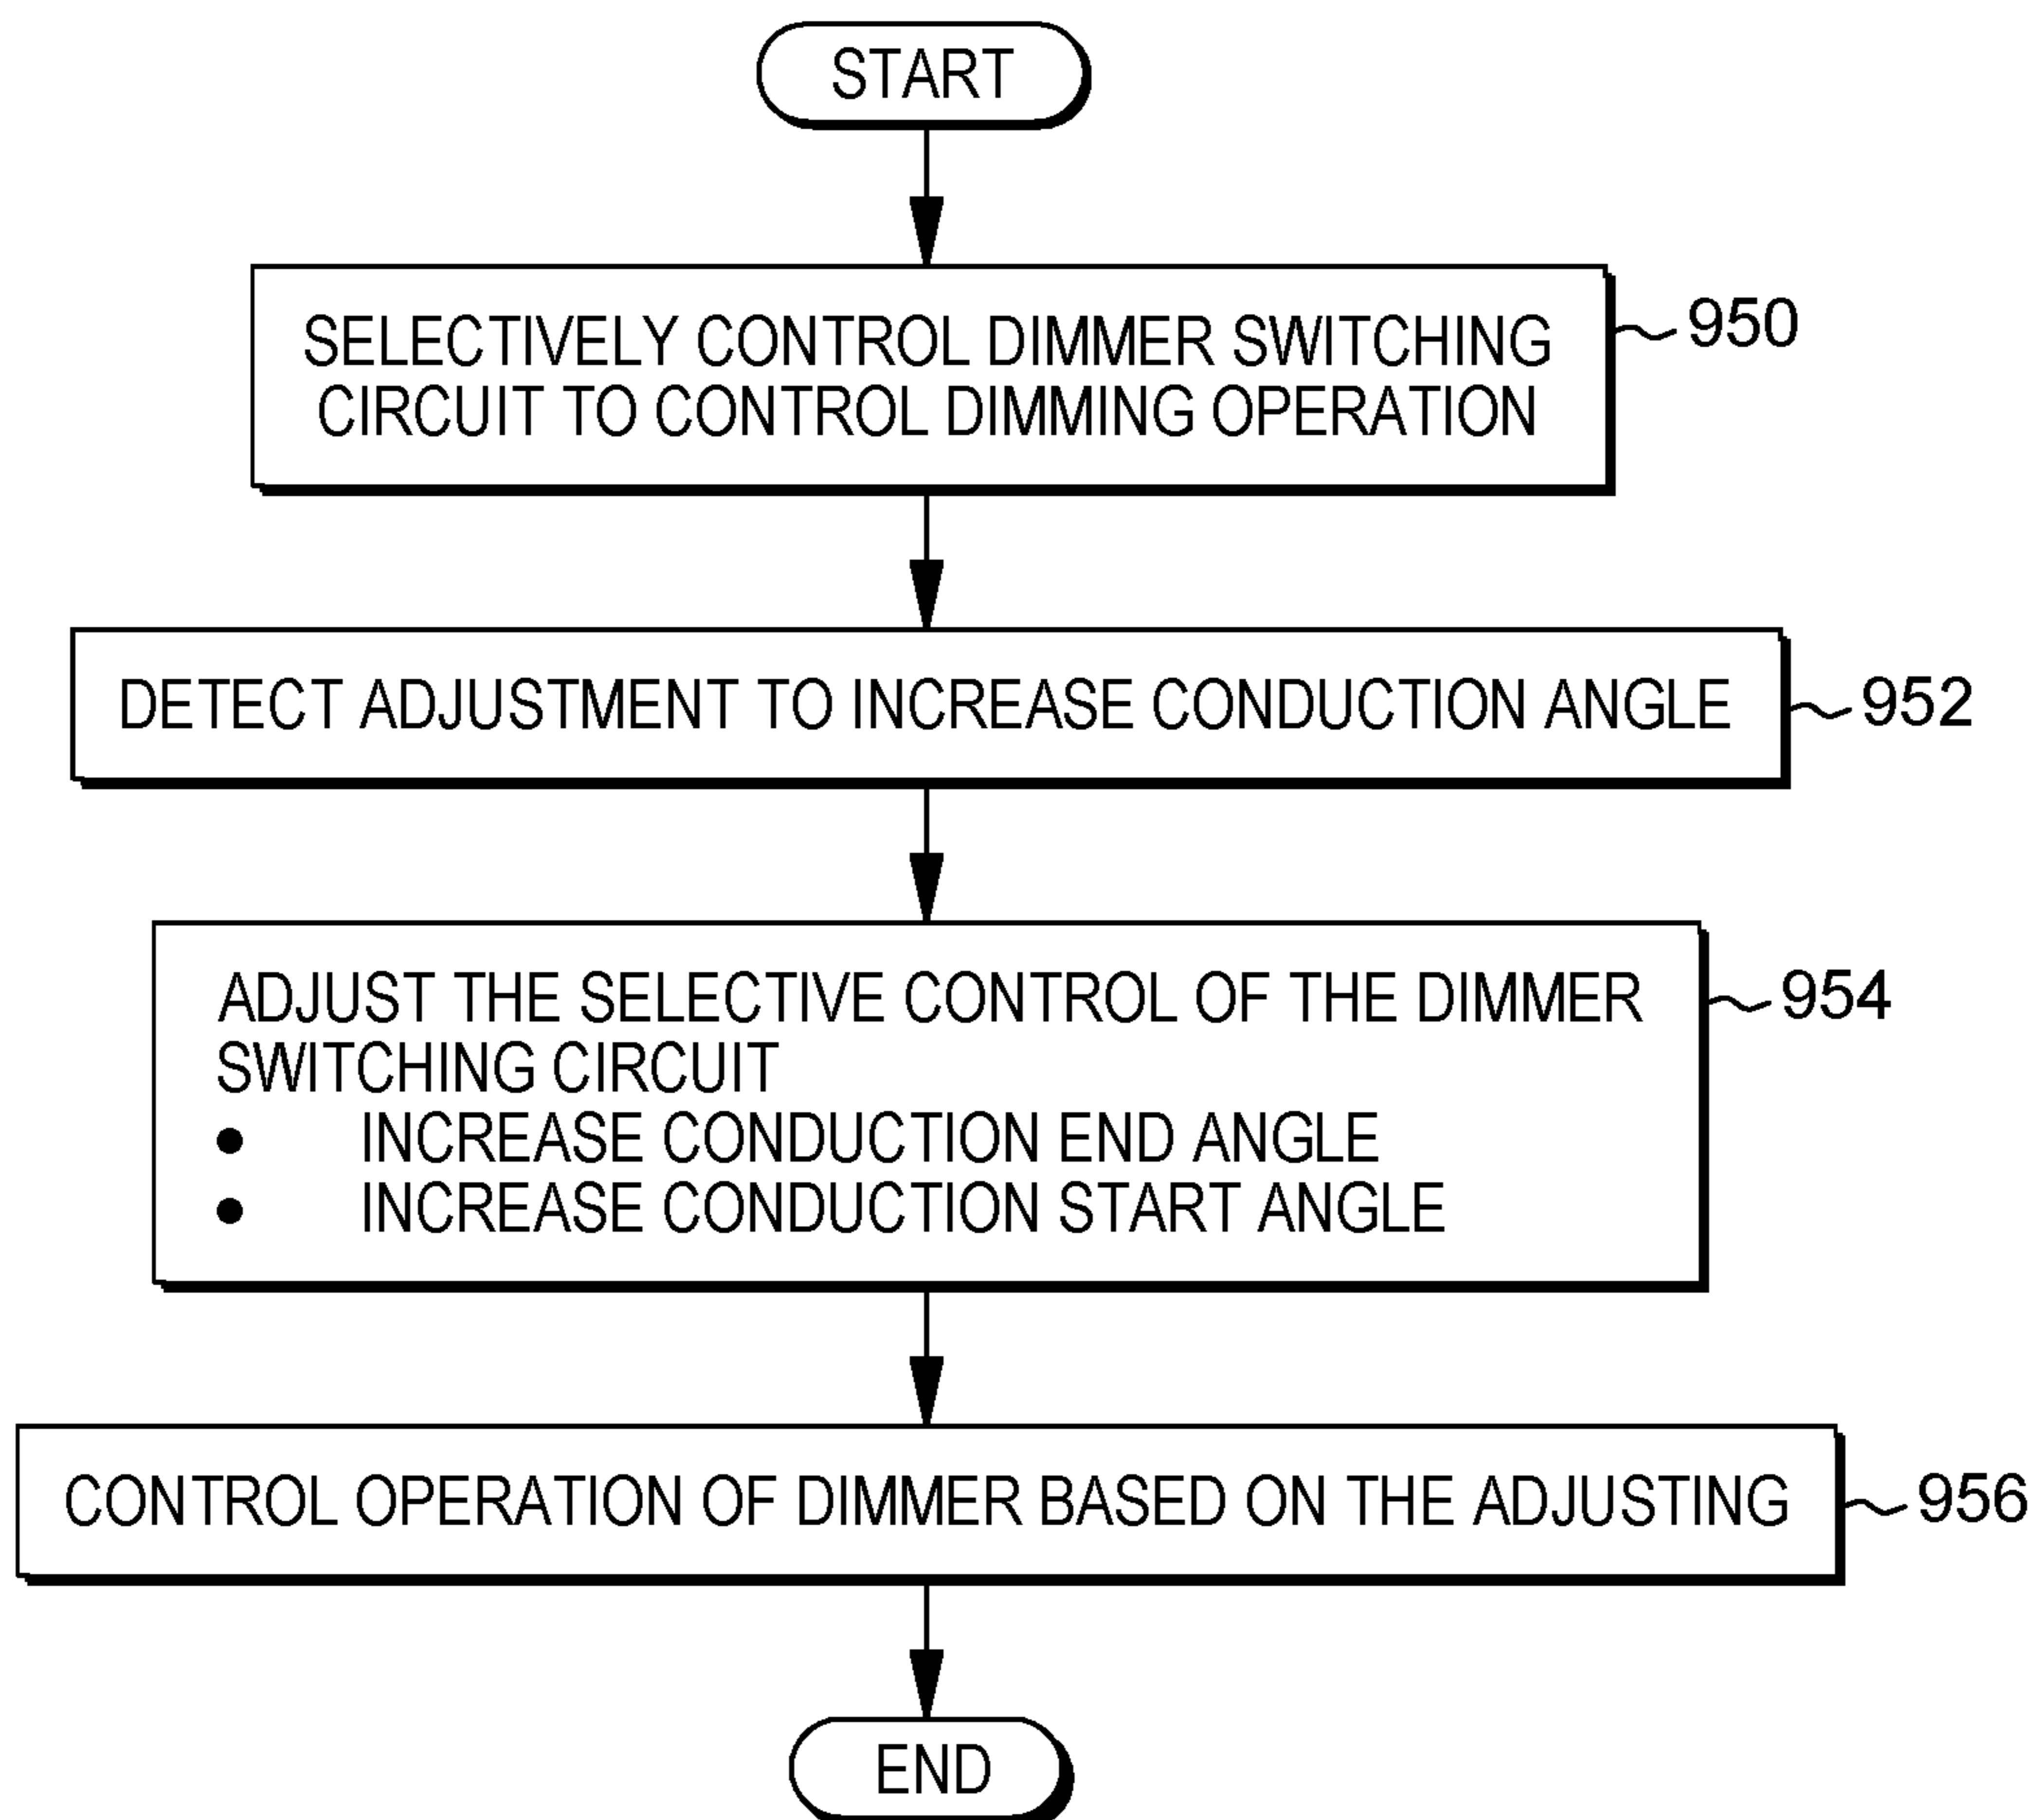 START
SELECTIVELY CONTROL DIMMER SWITCHING
CIRCUIT TO CONTROL DIMMING OPERATION
950
DETECT ADJUSTMENT TO INCREASE CONDUCTION ANGLE
952
ADJUST THE SELECTIVE CONTROL OF THE DIMMER
SWITCHING CIRCUIT
● INCREASE CONDUCTION END ANGLE
● INCREASE CONDUCTION START ANGLE
954
CONTROL OPERATION OF DIMMER BASED ON THE ADJUSTING
956
END